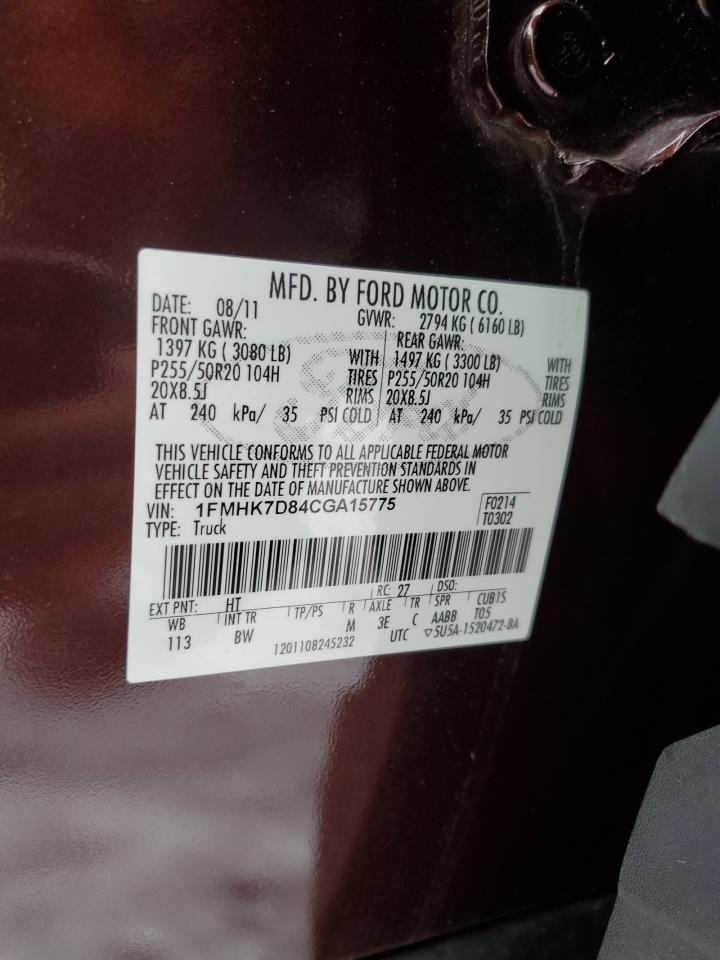 MFD. BY FORD MOTOR CO.
DATE: 08/11 GVWR: 2794 KG ( 6160 LB)
FRONT GAWR: REAR GAWR:
1397 KG ( 3080 LB) WITH 1497 KG ( 3300 LB) WITH
P255/50R20 104H TIRES P255/50R20 104H TIRES
20X8.5J RIMS 20X8.5J RIMS
AT 240 kPa/ 35 PSI COLD AT 240 kPa/ 35 PSI COLD
THIS VEHICLE CONFORMS TO ALL APPLICABLE FEDERAL MOTOR
VEHICLE SAFETY AND THEFT PREVENTION STANDARDS IN
EFFECT ON THE DATE OF MANUFACTURE SHOWN ABOVE.
VIN: 1FMHK7D84CGA15775 F0214
TYPE: Truck T0302
EXT PNT: HT RC: 27 DSO:
WB INT TR TP/PS R AXLE TR SPR CUB15
113 BW M 3E C AABB T05
1201108245232 UTC ▽5U5A-1520472-BA